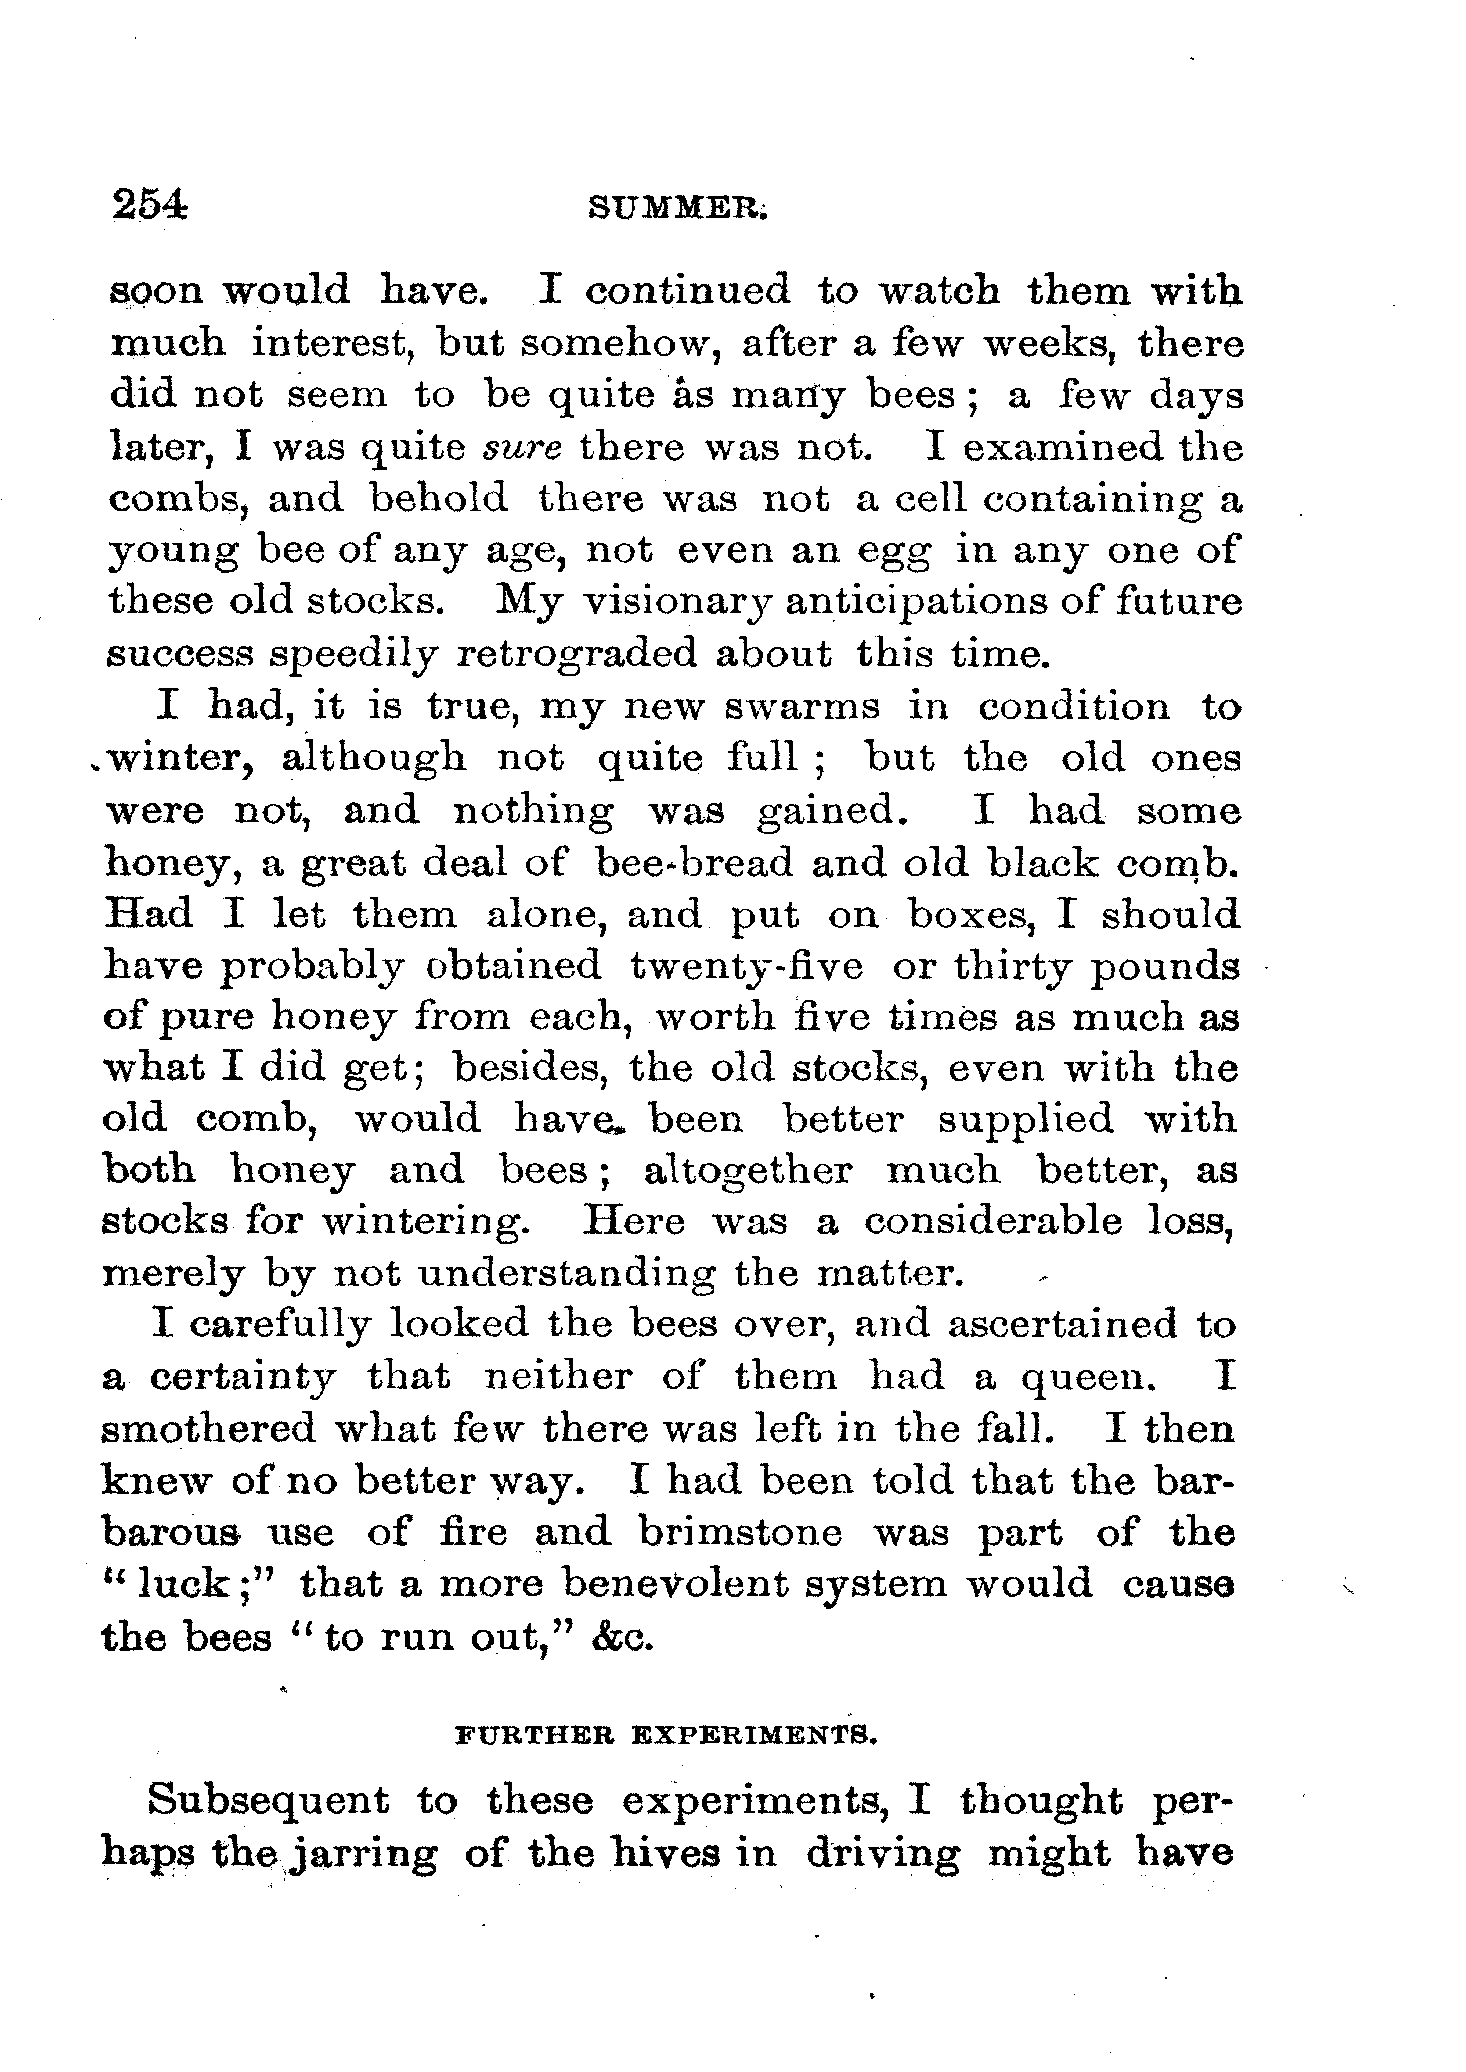 254 SUMMER.
soon would have. I continued to watch them with
much interest, but somehow, after a few weeks, there
did not seem to be quite as many bees ; a few days
later, I was quite sure there was not. I examined the
combs, and behold there was not a cell containing a
young bee of any age, not even an egg in any one of
these old stocks. My visionary anticipations of future
success speedily retrograded about this time.
I had, it is true, my new swarms in condition to
winter, although not quite full ; but the old ones
were not, and nothing was gained. I had some
honey, a great deal of bee-bread and old black comb.
Had I let them alone, and put on boxes, I should
have probably obtained twenty-five or thirty pounds
of pure honey from each, worth five times as much as
what I did get; besides, the old stocks, even with the
old comb, would have been better supplied with
both honey and bees ; altogether much better, as
stocks for wintering. Here was a considerable loss,
merely by not understanding the matter.
I carefully looked the bees over, and ascertained to
a certainty that neither of them had a queen. I
smothered what few there was left in the fall. I then
knew of no better way. I had been told that the bar-
barous use of fire and brimstone was part of the
“ luck ;” that a more benevolent system would cause
the bees “ to run out,” &c.
FURTHER EXPERIMENTS.
Subsequent to these experiments, I thought per-
haps the jarring of the hives in driving might have